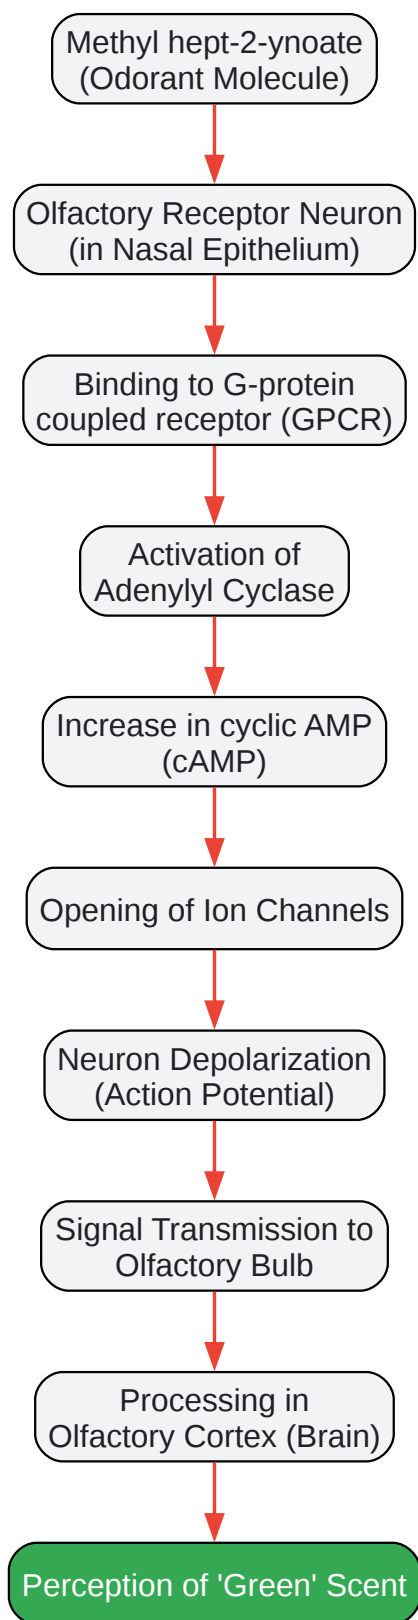 Methyl hept-2-ynoate
(Odorant Molecule)
Olfactory Receptor Neuron
(in Nasal Epithelium)
Binding to G-protein
coupled receptor (GPCR)
Activation of
Adenylyl Cyclase
Increase in cyclic AMP
(cAMP)
Opening of Ion Channels
Neuron Depolarization
(Action Potential)
Signal Transmission to
Olfactory Bulb
Processing in
Olfactory Cortex (Brain)
Perception of 'Green' Scent